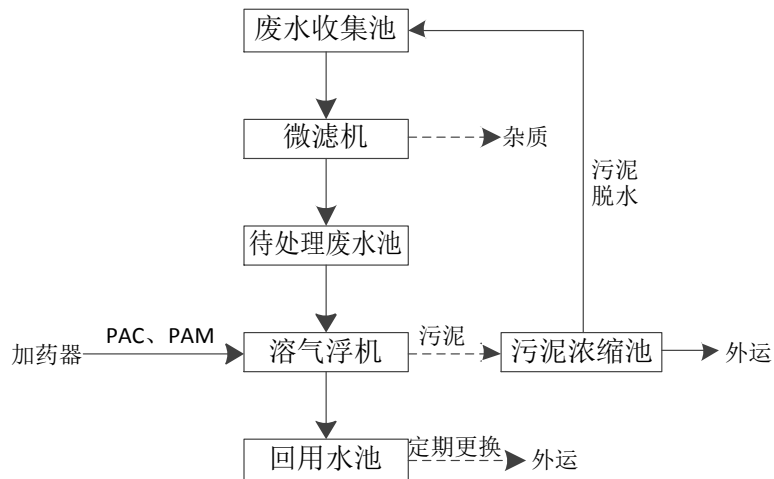 废水收集池
微滤机
杂质
污泥
脱水
待处理废水池
加药器
PAC、PAM
溶气浮机
污泥
污泥浓缩池
外运
回用水池
定期更换
外运